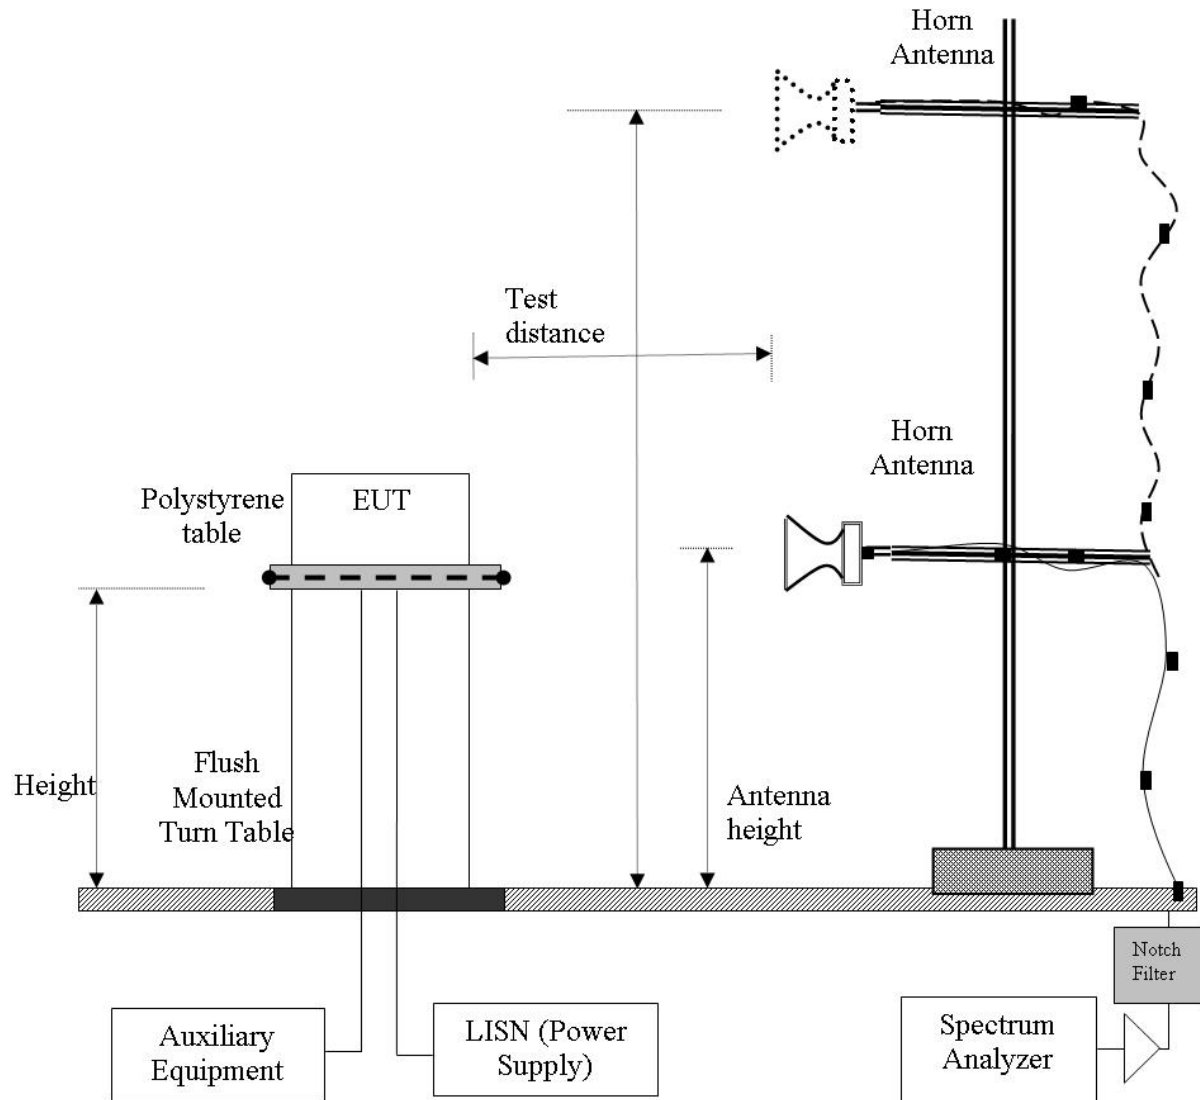 Horn
Antenna
Test
distance
Horn
Antenna
Polystyrene
table
EUT
Height
Flush
Mounted
Turn Table
Antenna
height
Notch
Filter
Auxiliary
Equipment
LISN (Power
Supply)
Spectrum
Analyzer